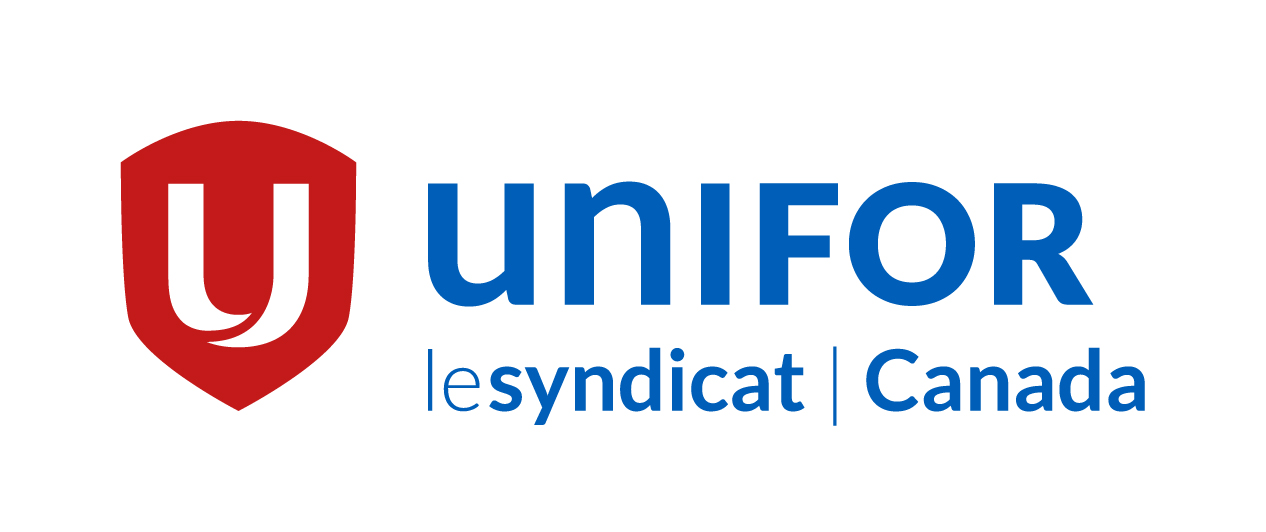 U
UNIFOR
lesyndicat | Canada